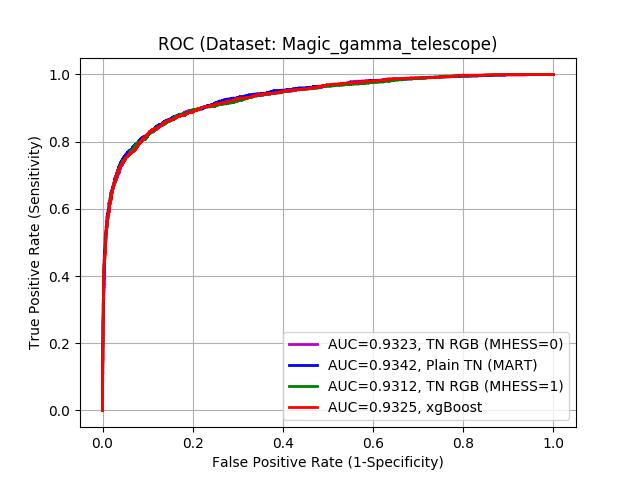 ROC (Dataset: Magic_gamma_telescope)
True Positive Rate (Sensitivity)
1.0
0.8
0.6
0.4
0.2
0.0
AUC=0.9323, TN RGB (MHESS=0)
AUC=0.9342, Plain TN (MART)
AUC=0.9312, TN RGB (MHESS=1)
AUC=0.9325, xgBoost
0.0 0.2 0.4 0.6 0.8 1.0
False Positive Rate (1-Specificity)